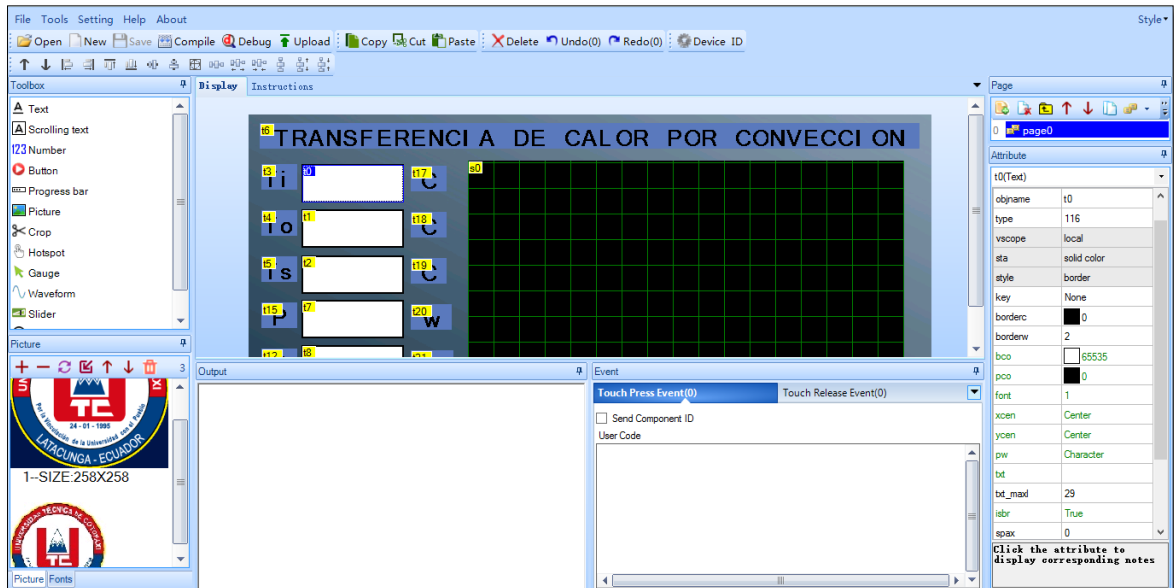 File Tools Setting Help About Style
Open New Save Compile Debug Upload Copy Cut Paste Delete Undo(0) Redo(0) Device ID
Toolbox
A Text
A Scrolling text
123 Number
Button
Progress bar
Picture
Crop
Hotspot
Gauge
Waveform
Slider
Picture
3
24 - 01 - 1995
LATACUNGA - ECUADOR
UTC
1--SIZE:258X258
UTC
Picture Fonts
Display Instructions
t6 TRANSFERENCIA DE CALOR POR CONVECCION
t3 Ti t0 t17 C s0
t4 To t1 t18 C
t5 Ts t2 t19 C
t15 P t7 t20 W
t12 t8 t21
Output
Event
Touch Press Event(0) Touch Release Event(0)
Send Component ID
User Code
Page
0 page0
Attribute
t0(Text)
objname t0
type 116
vscope local
sta solid color
style border
key None
borderc 0
borderw 2
bco 65535
pco 0
font 1
xcen Center
ycen Center
pw Character
txt
txt_maxl 29
isbr True
spax 0
Click the attribute to
display corresponding notes